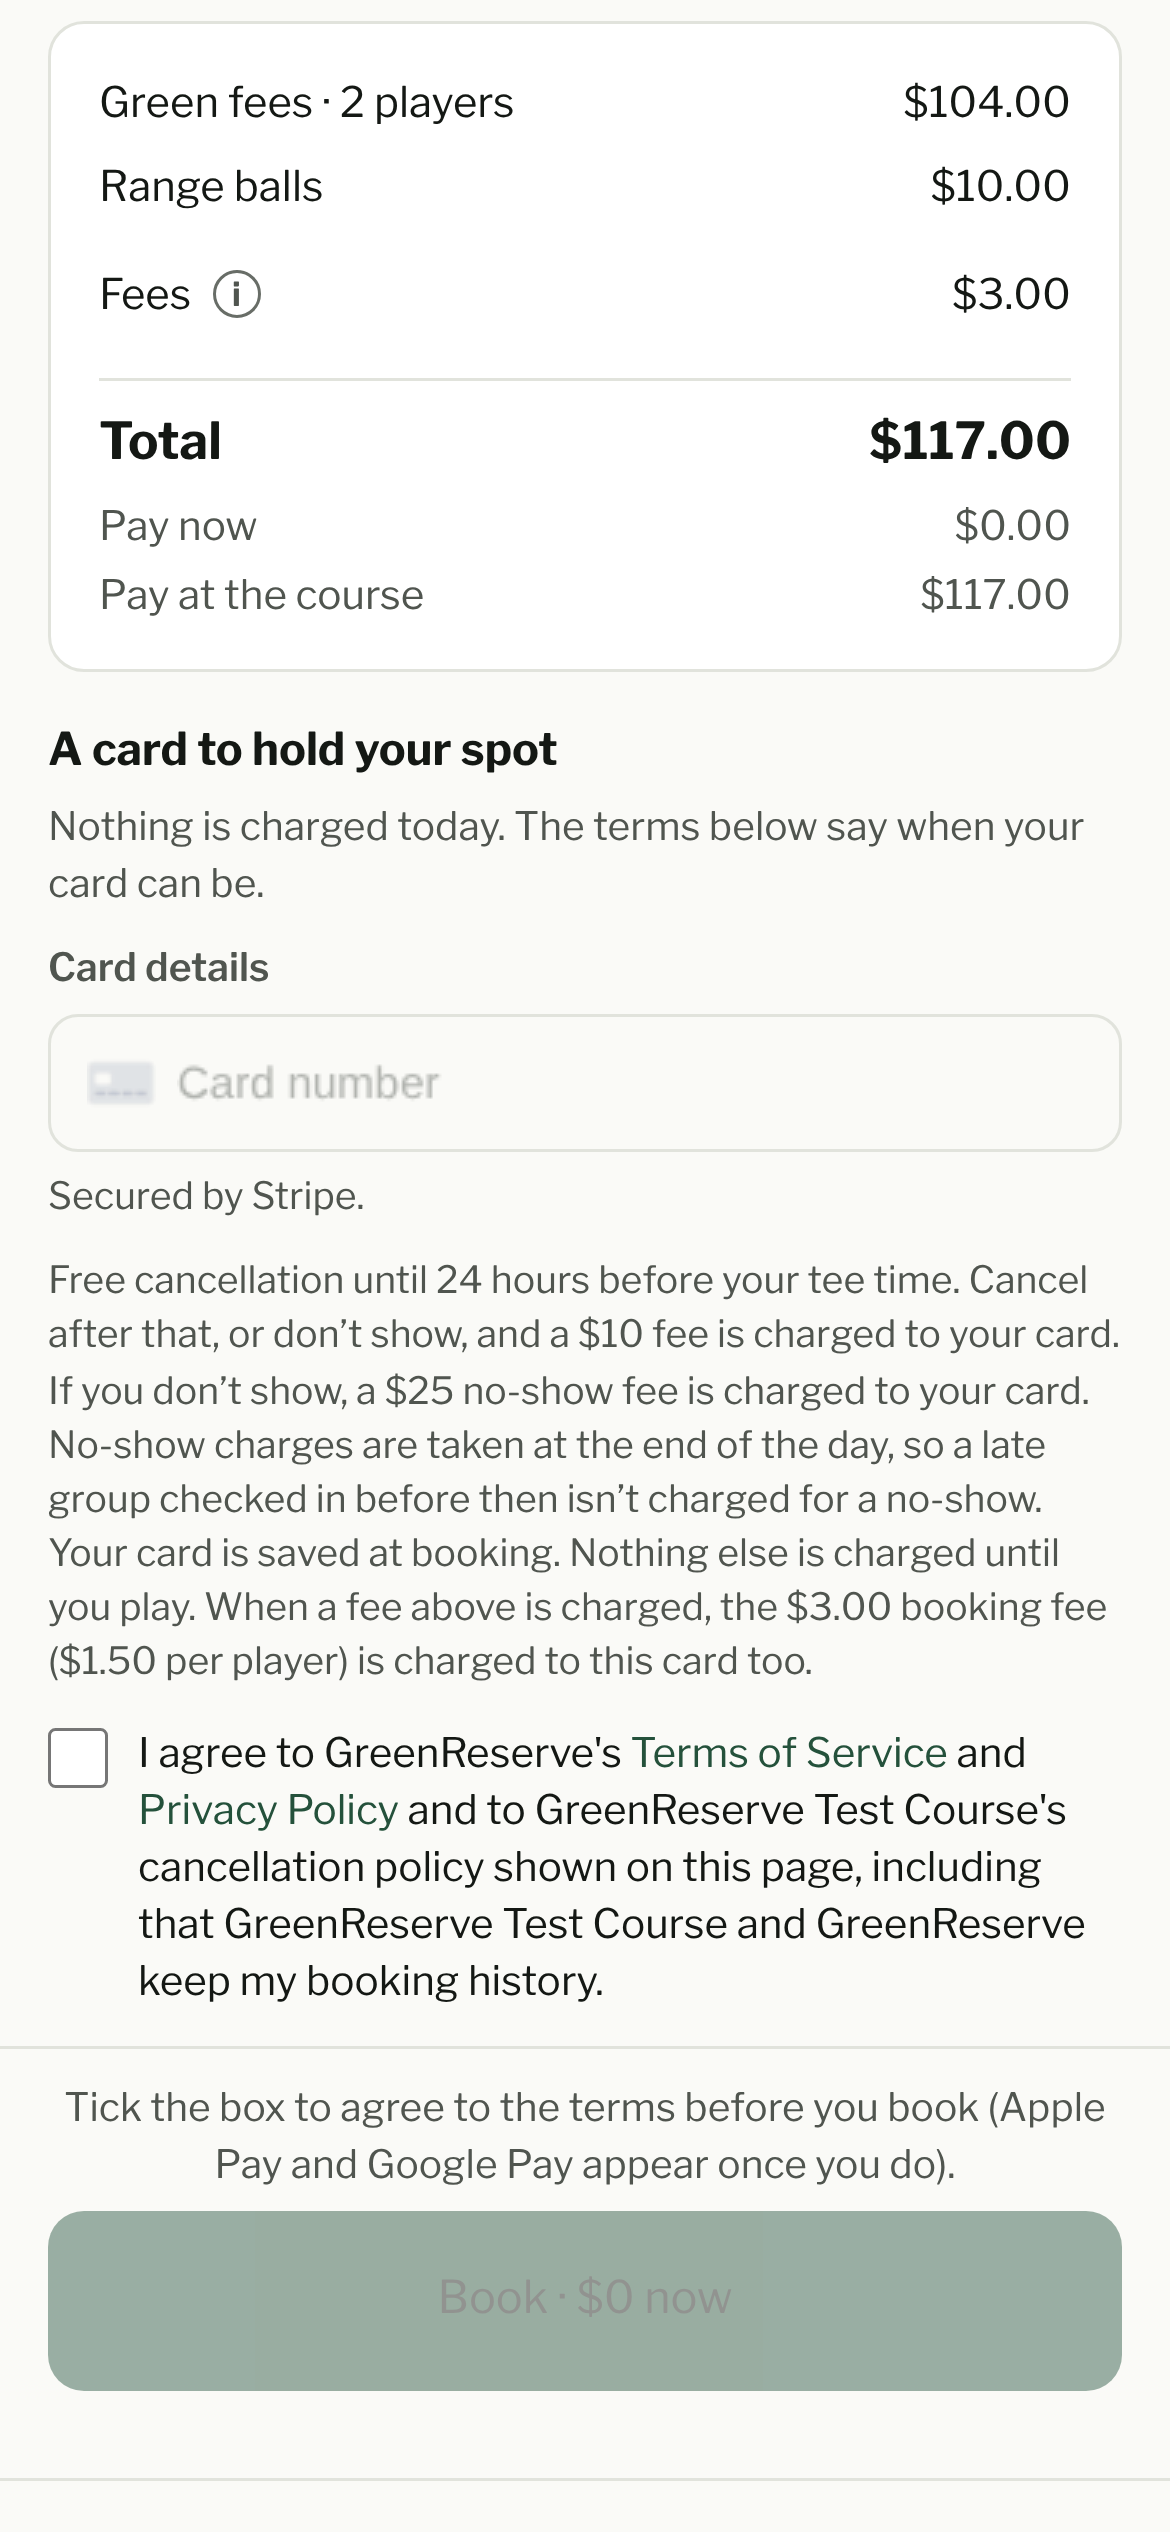 Green fees · 2 players $104.00
Range balls $10.00
Fees i $3.00
Total $117.00
Pay now $0.00
Pay at the course $117.00
A card to hold your spot
Nothing is charged today. The terms below say when your
card can be.
Card details
Card number
Secured by Stripe.
Free cancellation until 24 hours before your tee time. Cancel
after that, or don’t show, and a $10 fee is charged to your card.
If you don’t show, a $25 no-show fee is charged to your card.
No-show charges are taken at the end of the day, so a late
group checked in before then isn’t charged for a no-show.
Your card is saved at booking. Nothing else is charged until
you play. When a fee above is charged, the $3.00 booking fee
($1.50 per player) is charged to this card too.
I agree to GreenReserve's Terms of Service and
Privacy Policy and to GreenReserve Test Course's
cancellation policy shown on this page, including
that GreenReserve Test Course and GreenReserve
keep my booking history.
Tick the box to agree to the terms before you book (Apple
Pay and Google Pay appear once you do).
Book · $0 now